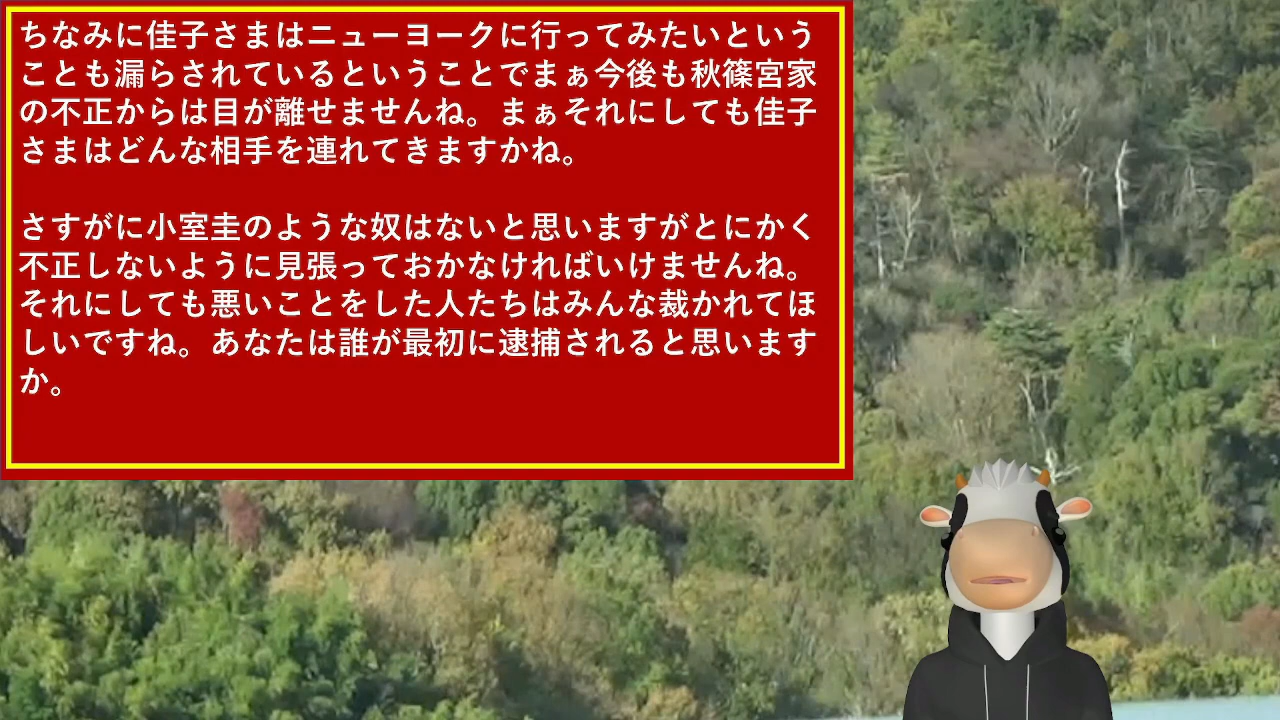 ちなみに佳子さまはニューヨークに行ってみたいという
ことも漏らされているということでまぁ今後も秋篠宮家
の不正からは目が離せませんね。まぁそれにしても佳子
さまはどんな相手を連れてきますかね。
さすがに小室圭のような奴はないと思いますがとにかく
不正しないように見張っておかなければいけませんね。
それにしても悪いことをした人たちはみんな裁かれてほ
しいですね。あなたは誰が最初に逮捕されると思います
か。